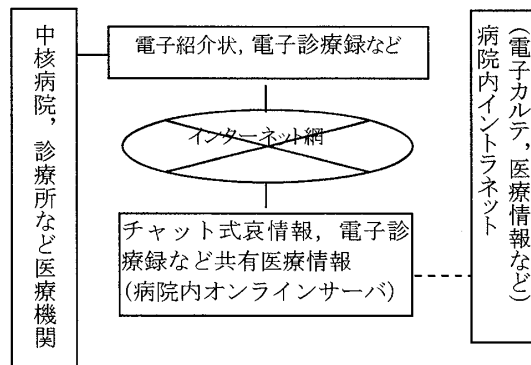 中核病院，診療所など医療機関
電子紹介状，電子診療録など
インターネット網
チャット式哀情報，電子診
療録など共有医療情報
(病院内オンラインサーバ)
(電子カルテ，医療情報など)
病院内イントラネット